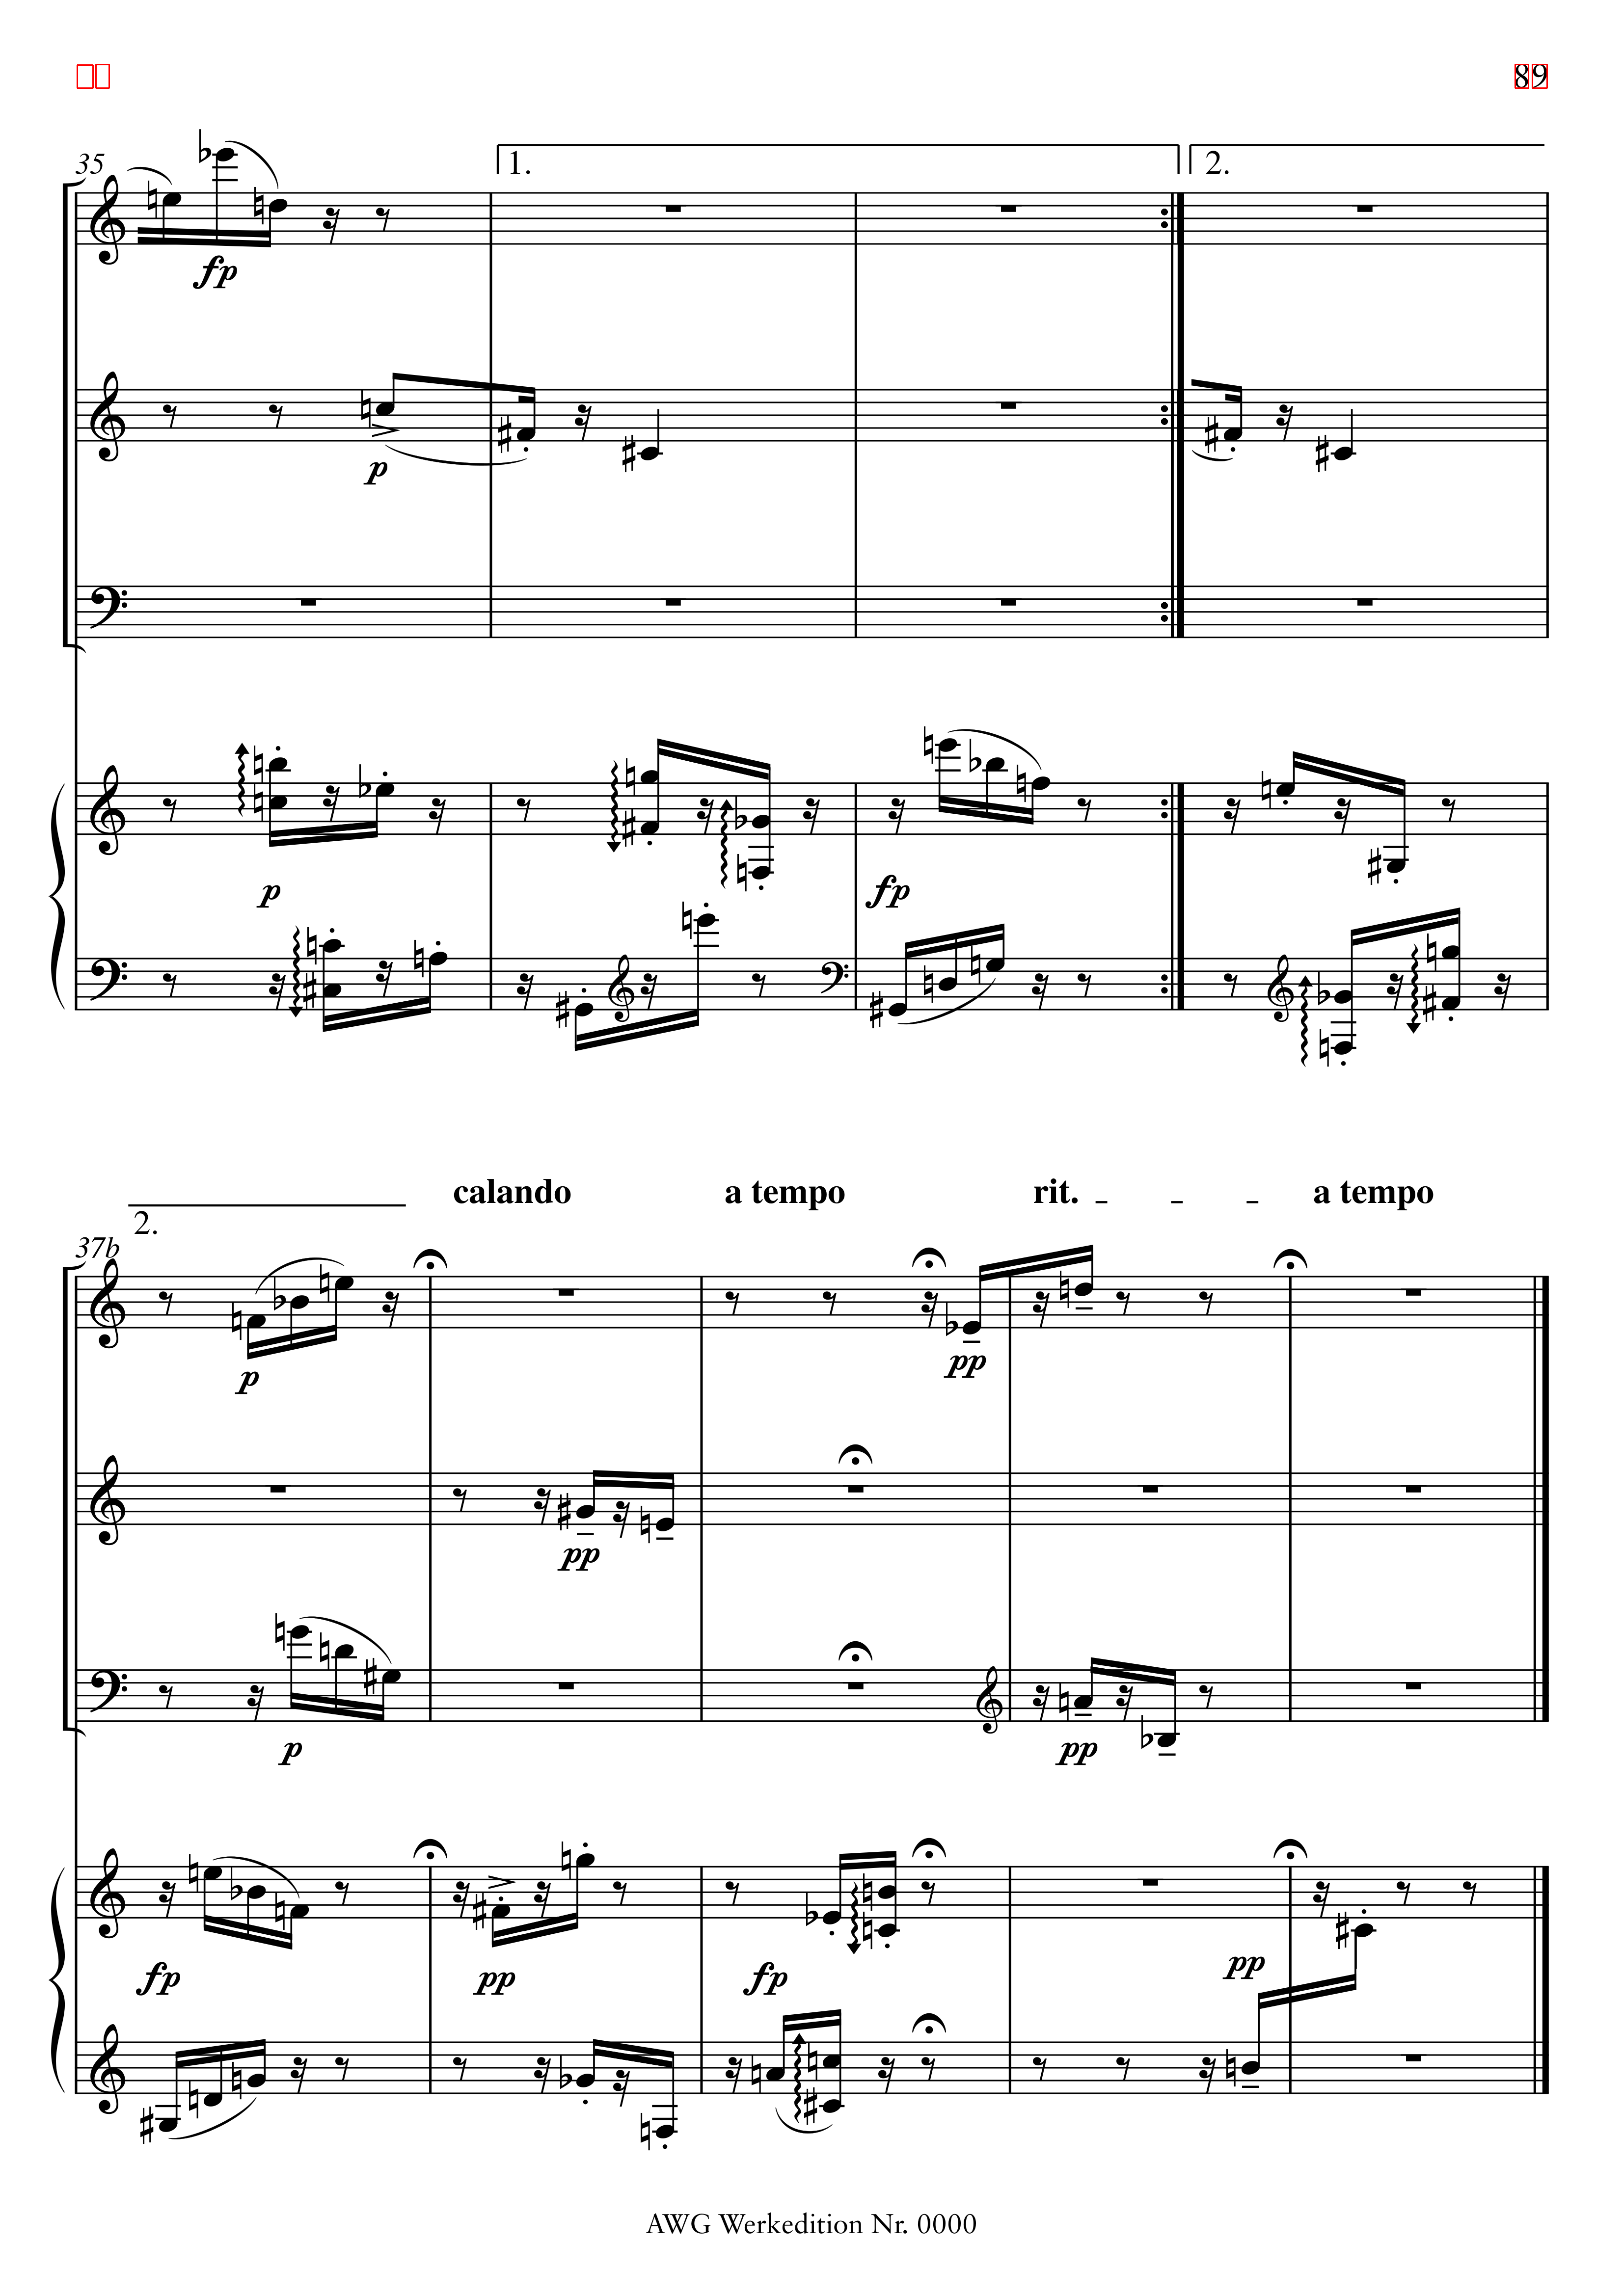 89
35
1.
2.
fp
p
p
fp
calando a tempo rit. a tempo
2.
37b
p
pp
pp
p
pp
fp
pp
fp
pp
AWG Werkedition Nr. 0000